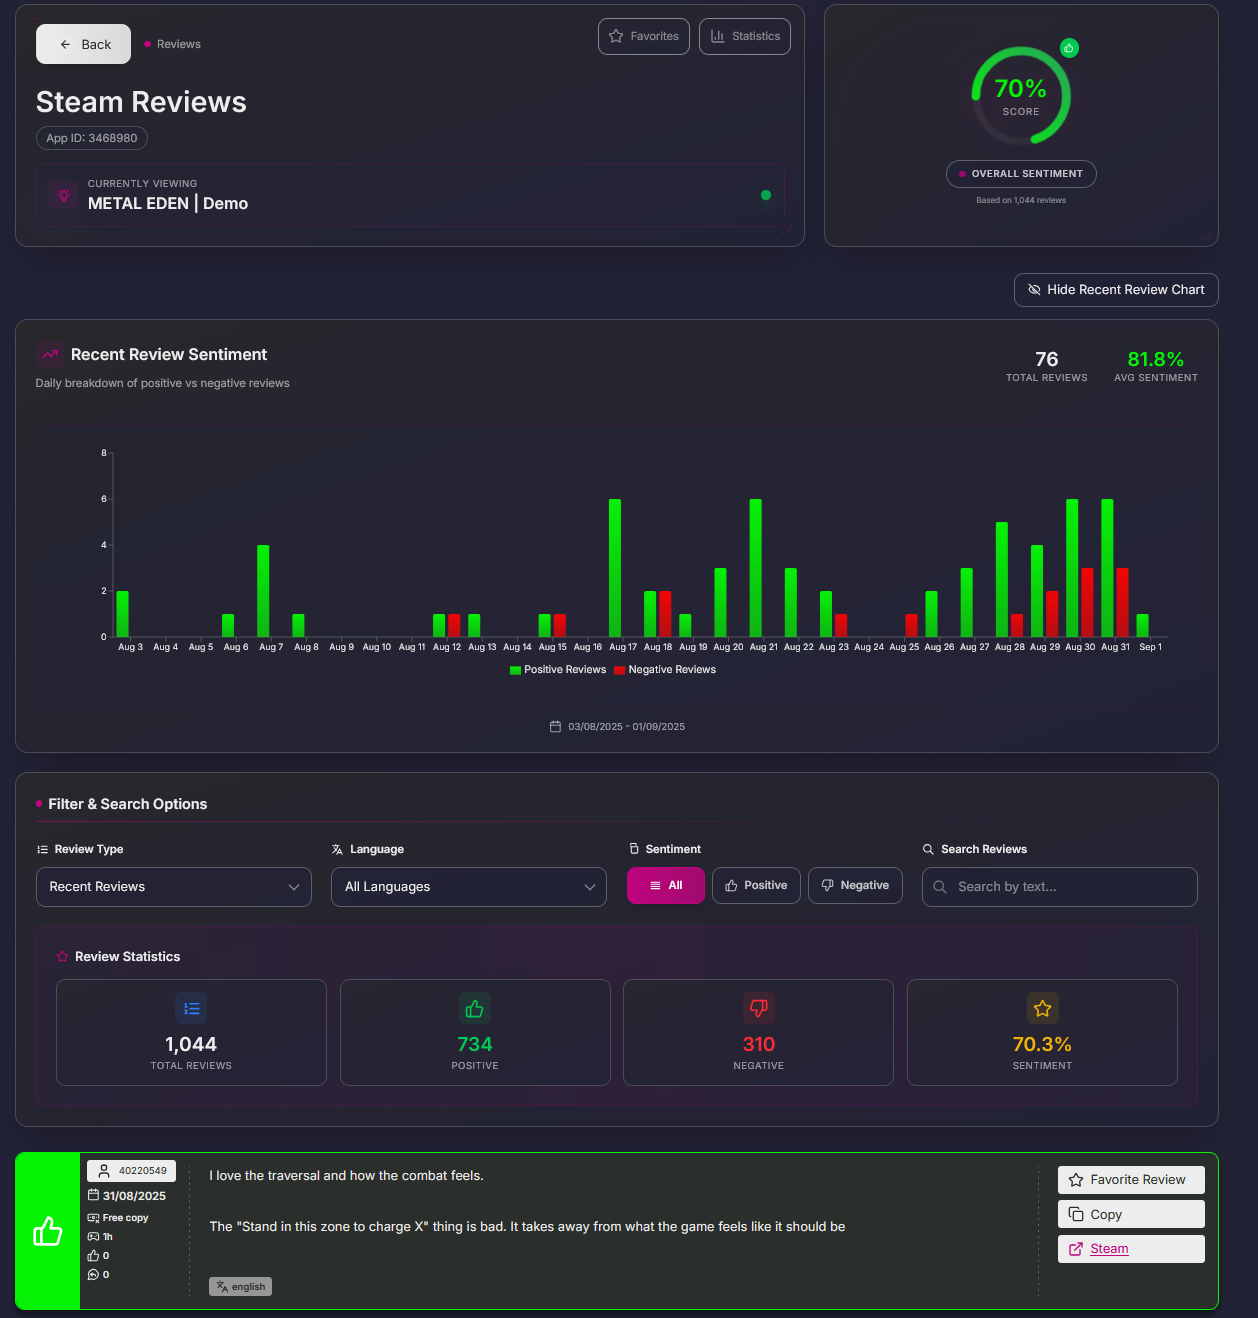 Back
Reviews
Favorites
Statistics
Steam Reviews
App ID: 3468980
CURRENTLY VIEWING
METAL EDEN | Demo
70%
SCORE
OVERALL SENTIMENT
Based on 1,044 reviews
Hide Recent Review Chart
Recent Review Sentiment
Daily breakdown of positive vs negative reviews
76
TOTAL REVIEWS
81.8%
AVG SENTIMENT
8
6
4
2
0
Aug 3 Aug 4 Aug 5 Aug 6 Aug 7 Aug 8 Aug 9 Aug 10 Aug 11 Aug 12 Aug 13 Aug 14 Aug 15 Aug 16 Aug 17 Aug 18 Aug 19 Aug 20 Aug 21 Aug 22 Aug 23 Aug 24 Aug 25 Aug 26 Aug 27 Aug 28 Aug 29 Aug 30 Aug 31 Sep 1
Positive Reviews Negative Reviews
03/08/2025 - 01/09/2025
Filter & Search Options
Review Type
Recent Reviews
Language
All Languages
Sentiment
All Positive Negative
Search Reviews
Search by text...
Review Statistics
1,044
TOTAL REVIEWS
734
POSITIVE
310
NEGATIVE
70.3%
SENTIMENT
40220549
31/08/2025
Free copy
1h
0
0
I love the traversal and how the combat feels.
The "Stand in this zone to charge X" thing is bad. It takes away from what the game feels like it should be
english
Favorite Review
Copy
Steam